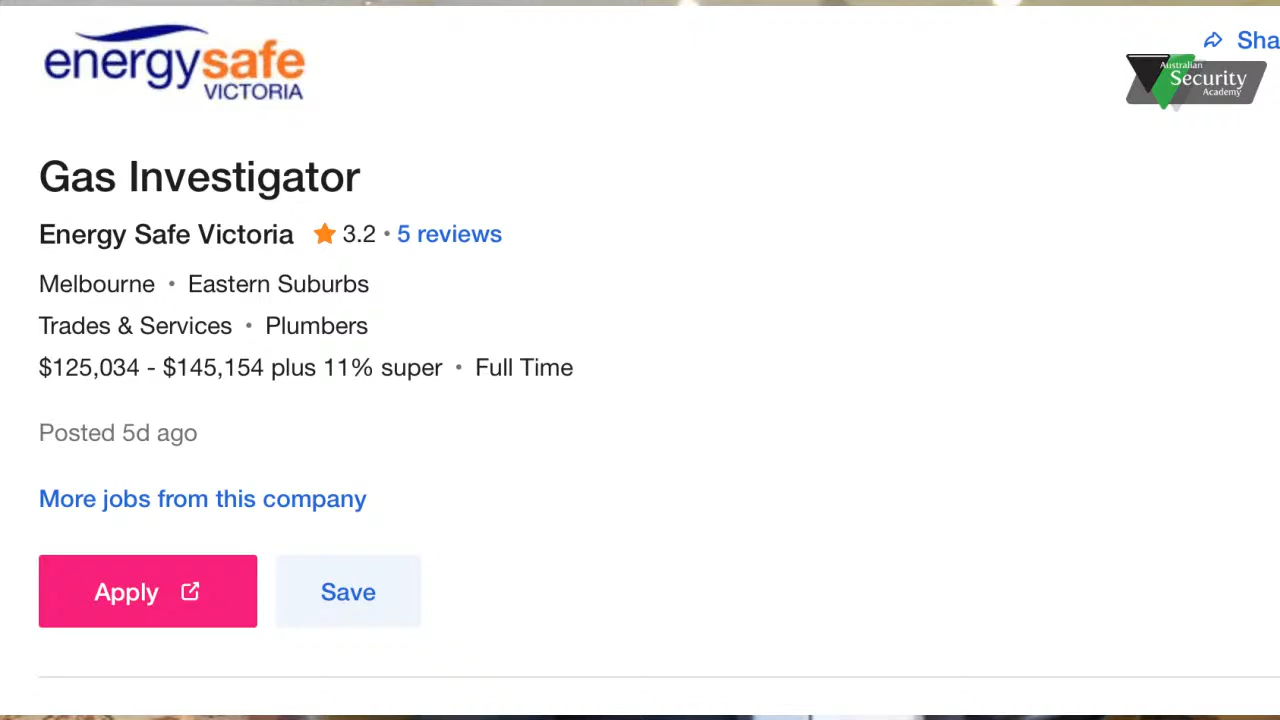 energysafe
VICTORIA
Sha
Australian
Security
Academy
Gas Investigator
Energy Safe Victoria 3.2 • 5 reviews
Melbourne • Eastern Suburbs
Trades & Services • Plumbers
$125,034 - $145,154 plus 11% super • Full Time
Posted 5d ago
More jobs from this company
Apply
Save